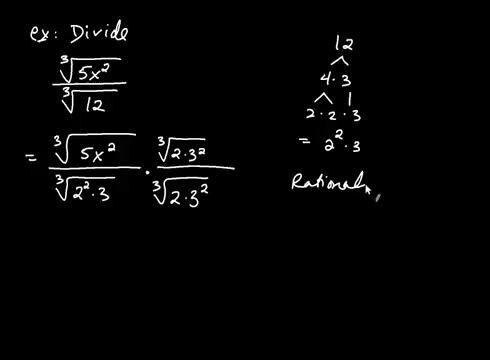 ex: Divide
∛(5x²) / ∛(12)
= ∛(5x²) / ∛(2²·3) · ∛(2·3²) / ∛(2·3²)
12
4·3
2·2·3
= 2²·3
Rational